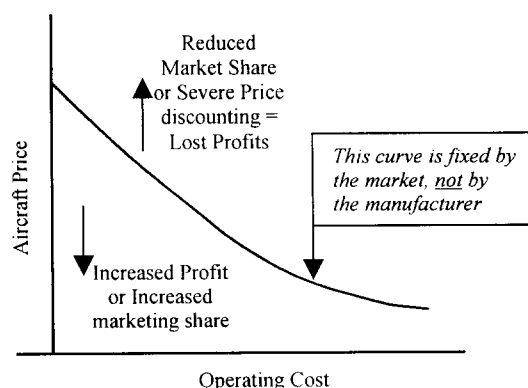 Reduced
Market Share
or Severe Price
discounting =
Lost Profits
This curve is fixed by
the market, not by
the manufacturer
Aircraft Price
Increased Profit
or Increased
marketing share
Operating Cost